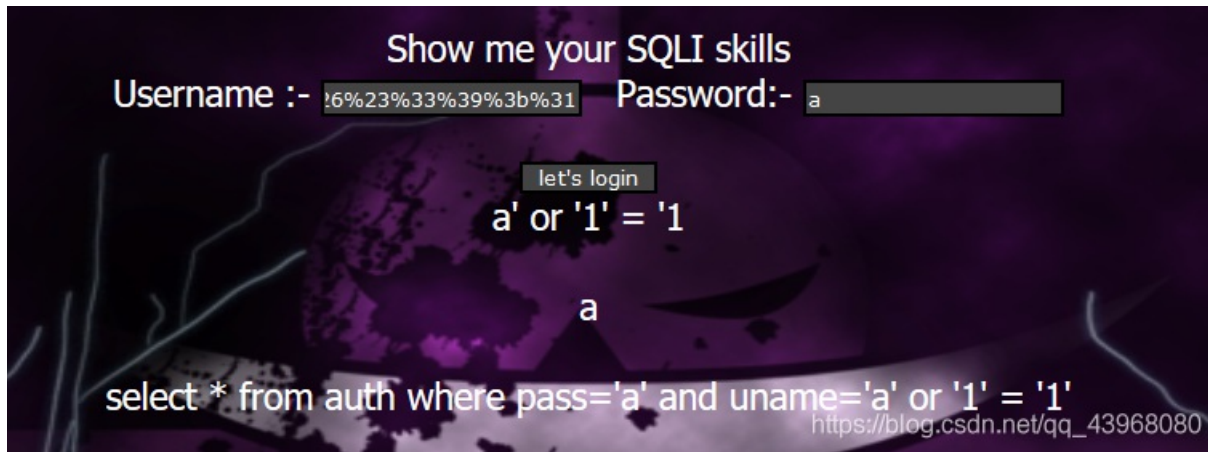 Show me your SQLI skills
Username :- 26%23%33%39%3b%31 Password:- a
let's login
a' or '1' = '1
a
select * from auth where pass='a' and uname='a' or '1' = '1'
https://blog.csdn.net/qq_43968080